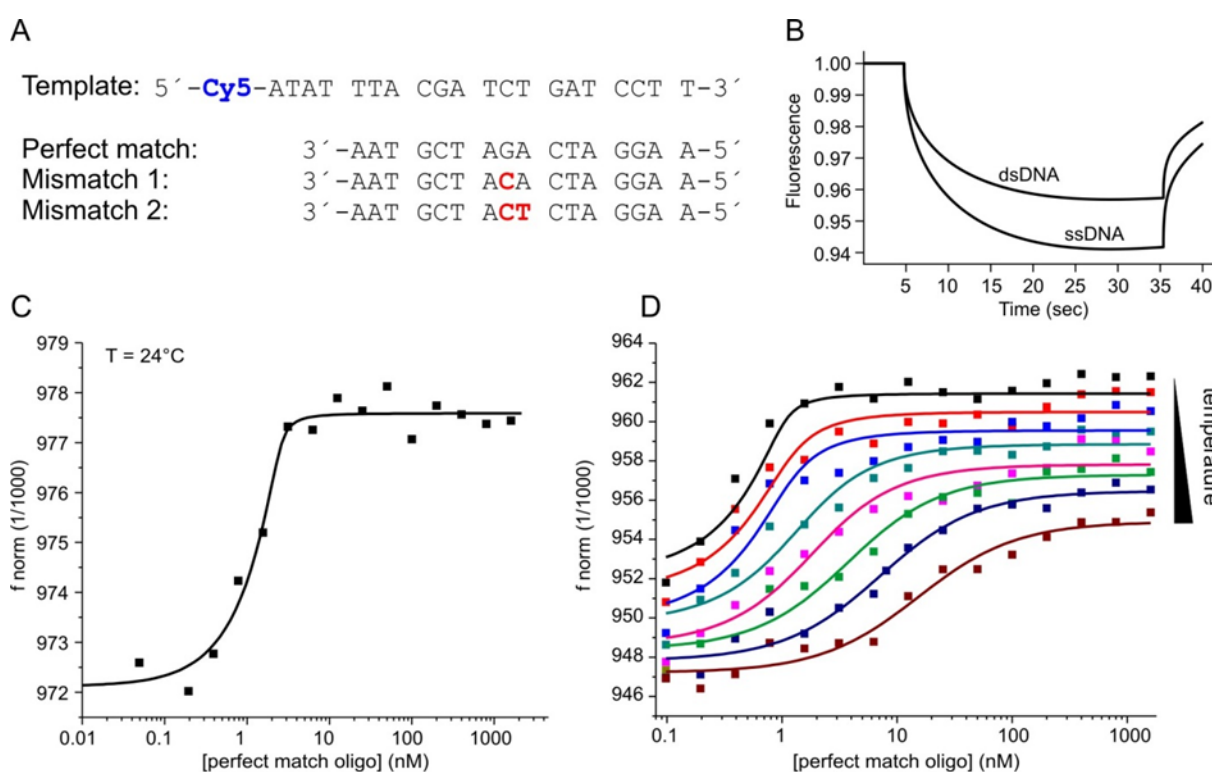 A
Template: 5´-Cy5-ATAT TTA CGA TCT GAT CCT T-3´
Perfect match: 3´-AAT GCT AGA CTA GGA A-5´
Mismatch 1: 3´-AAT GCT ACA CTA GGA A-5´
Mismatch 2: 3´-AAT GCT ACT CTA GGA A-5´
B
1.00
0.99
0.98
0.97
0.96
0.95
0.94
Fluorescence
dsDNA
ssDNA
5 10 15 20 25 30 35 40
Time (sec)
C
T = 24°C
979
978
977
976
975
974
973
972
f norm (1/1000)
0.01 0.1 1 10 100 1000
[perfect match oligo] (nM)
D
964
962
960
958
956
954
952
950
948
946
f norm (1/1000)
temperature
0.1 1 10 100 1000
[perfect match oligo] (nM)